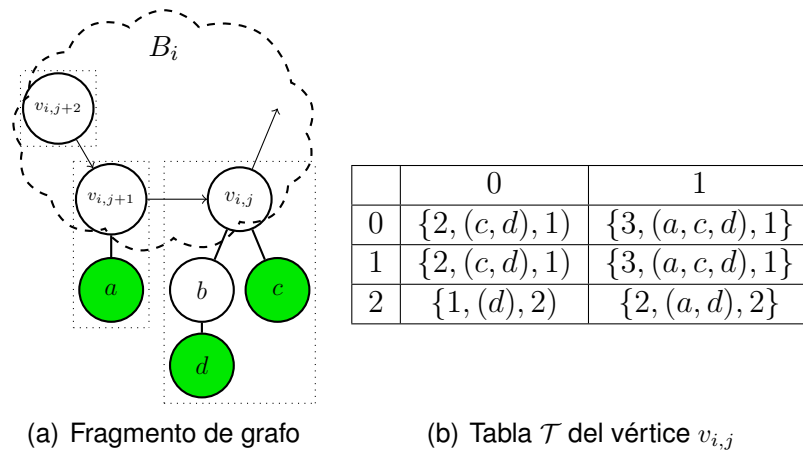 B_i
v_{i,j+2}
v_{i,j+1}
v_{i,j}
a
b
c
d
0 1
0 {2, (c, d), 1) {3, (a, c, d), 1}
1 {2, (c, d), 1) {3, (a, c, d), 1}
2 {1, (d), 2) {2, (a, d), 2}
(a) Fragmento de grafo
(b) Tabla 𝒯 del vértice v_{i,j}